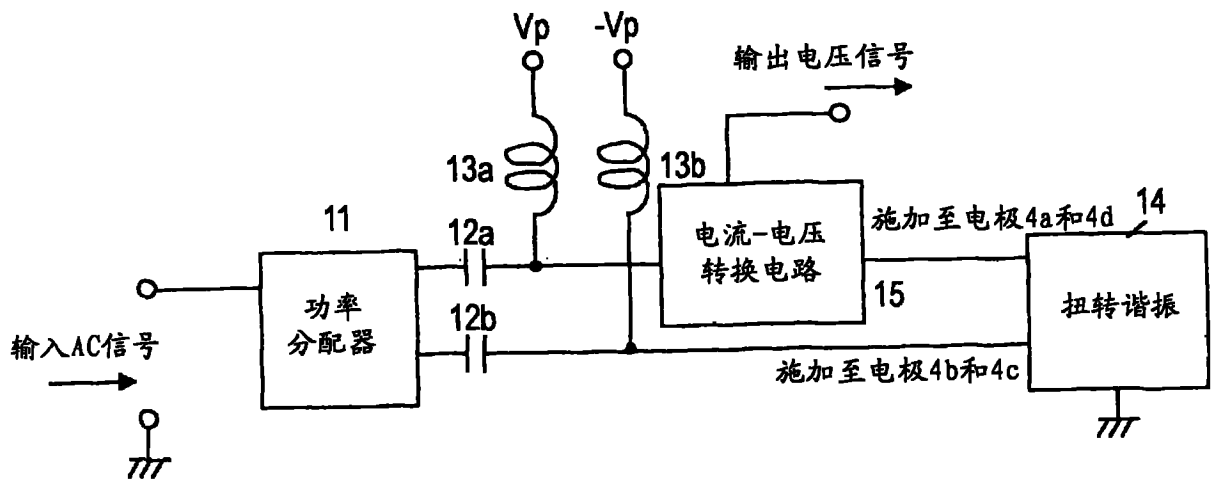 Vp
-Vp
输出电压信号
13a
13b
11
12a
电流-电压
转换电路
施加至电极4a和4d
14
功率
分配器
12b
15
扭转谐振
输入AC信号
施加至电极4b和4c